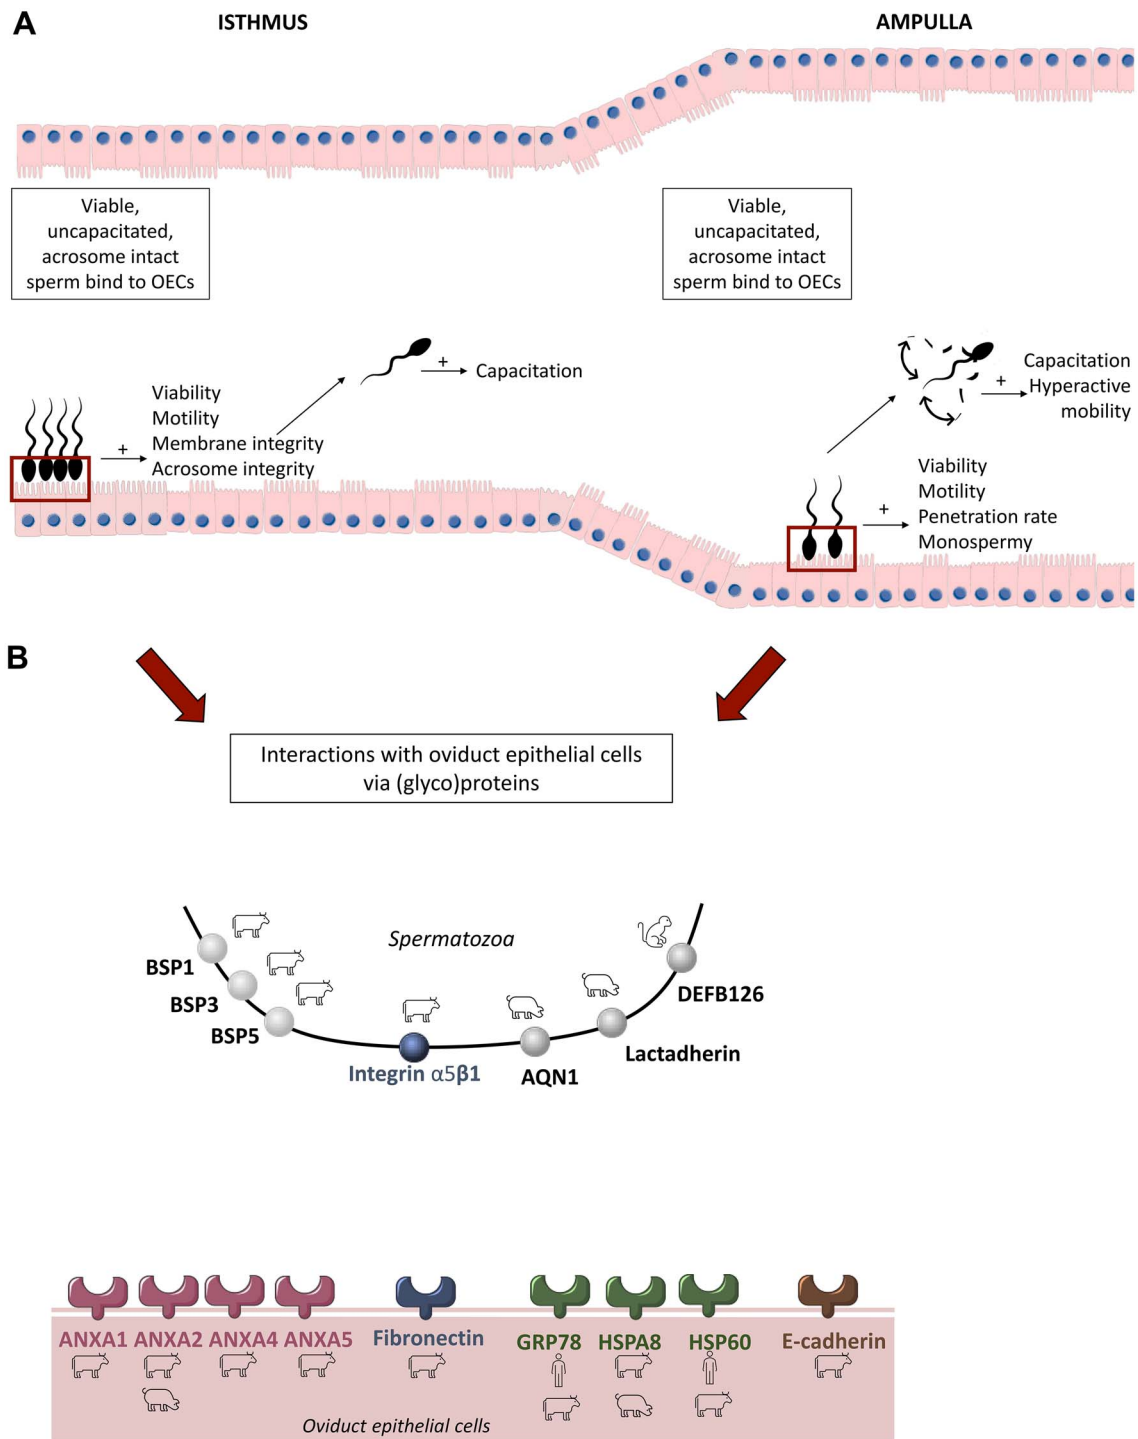 A
ISTHMUS
AMPULLA
Viable,
uncapacitated,
acrosome intact
sperm bind to OECs
Viable,
uncapacitated,
acrosome intact
sperm bind to OECs
+
Capacitation
Viability
Motility
Membrane integrity
Acrosome integrity
+
Capacitation
Hyperactive
mobility
+
Viability
Motility
Penetration rate
Monospermy
+
B
Interactions with oviduct epithelial cells
via (glyco)proteins
Spermatozoa
BSP1
BSP3
BSP5
Integrin α5β1
AQN1
Lactadherin
DEFB126
ANXA1 ANXA2 ANXA4 ANXA5 Fibronectin GRP78 HSPA8 HSP60 E-cadherin
Oviduct epithelial cells